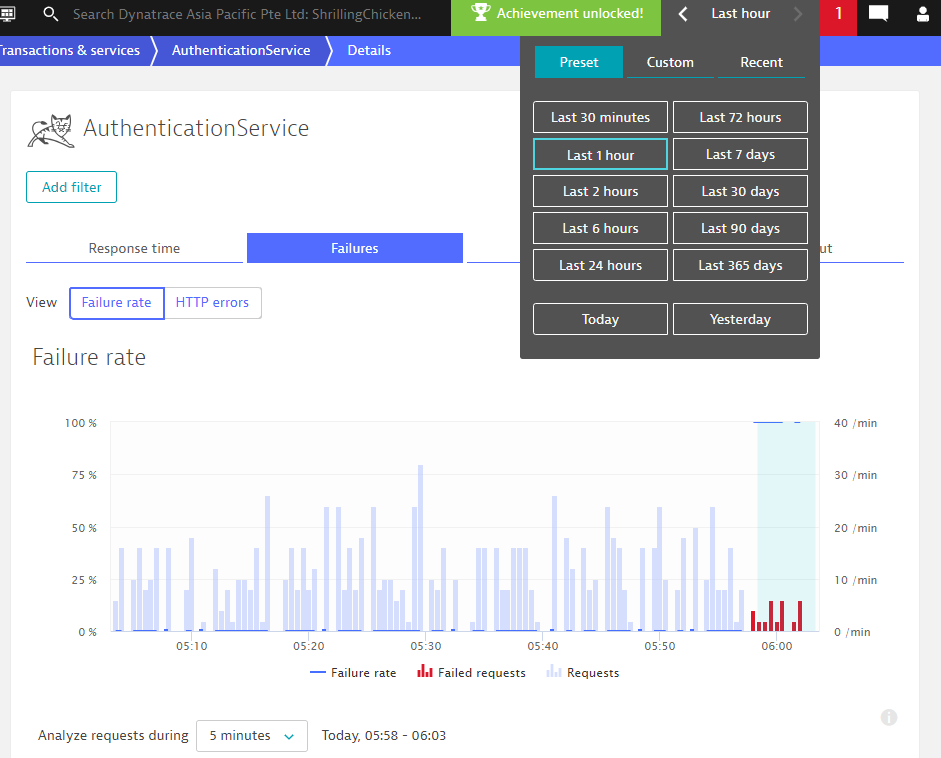 Search Dynatrace Asia Pacific Pte Ltd: ShrillingChicken...
Achievement unlocked!
Last hour
1
Transactions & services
AuthenticationService
Details
Preset
Custom
Recent
Last 30 minutes
Last 72 hours
Last 1 hour
Last 7 days
Last 2 hours
Last 30 days
Last 6 hours
Last 90 days
Last 24 hours
Last 365 days
Today
Yesterday
AuthenticationService
Add filter
Response time
Failures
ut
View
Failure rate
HTTP errors
Failure rate
100 %
75 %
50 %
25 %
0 %
40 /min
30 /min
20 /min
10 /min
0 /min
05:10
05:20
05:30
05:40
05:50
06:00
Failure rate
Failed requests
Requests
Analyze requests during
5 minutes
Today, 05:58 - 06:03